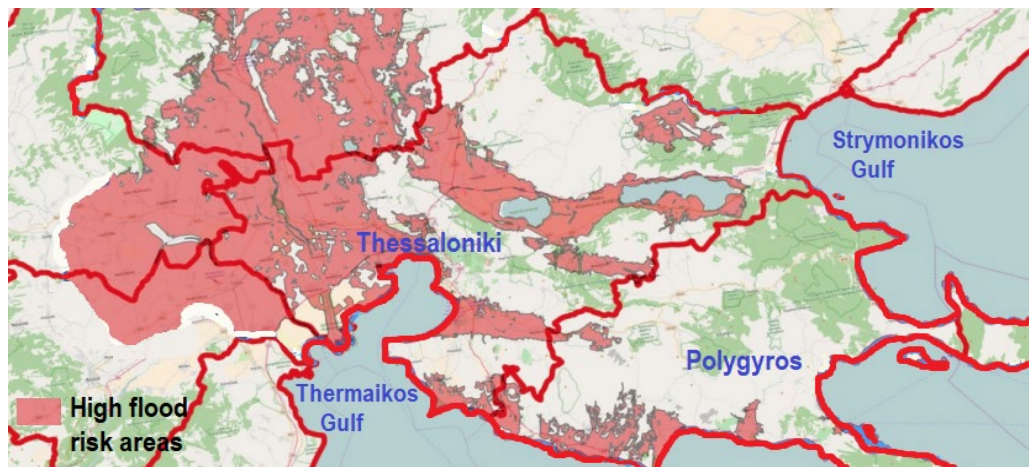 Strymonikos
Gulf
Thessaloniki
Polygyros
Thermaikos
Gulf
High flood
risk areas